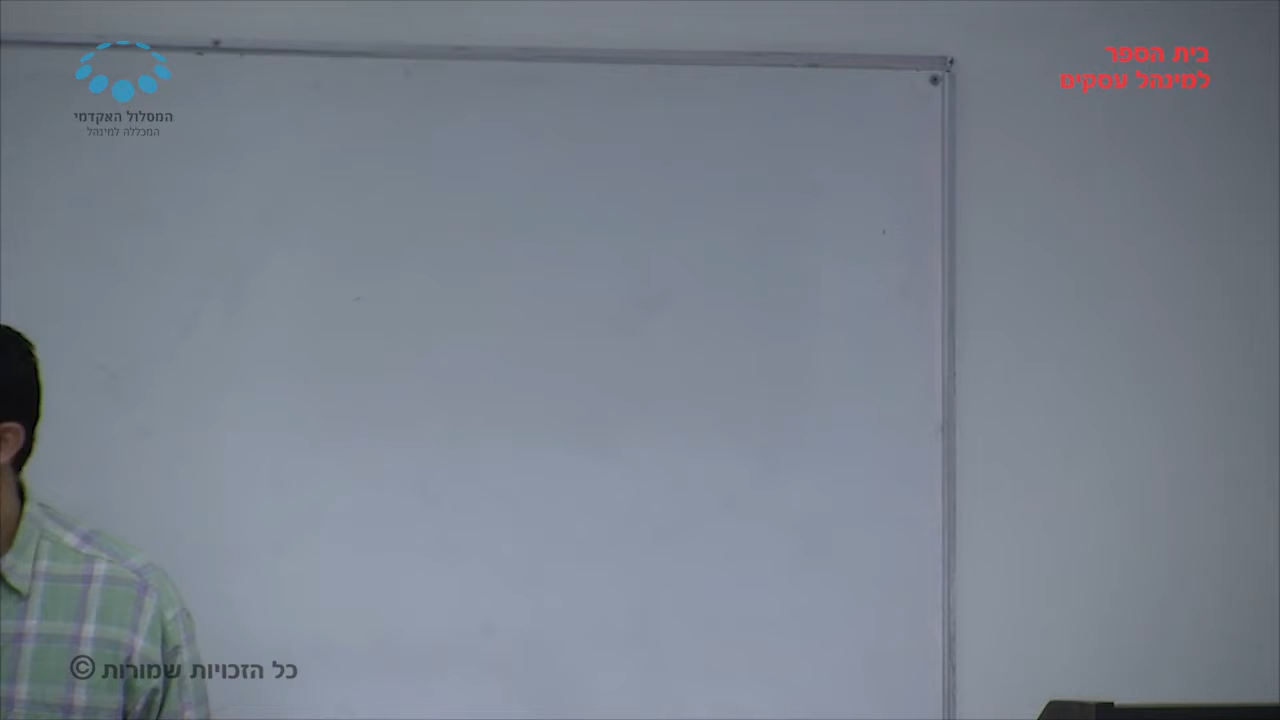 בית הספר
למינהל עסקים
המסלול האקדמי
המכללה למינהל
כל הזכויות שמורות ©